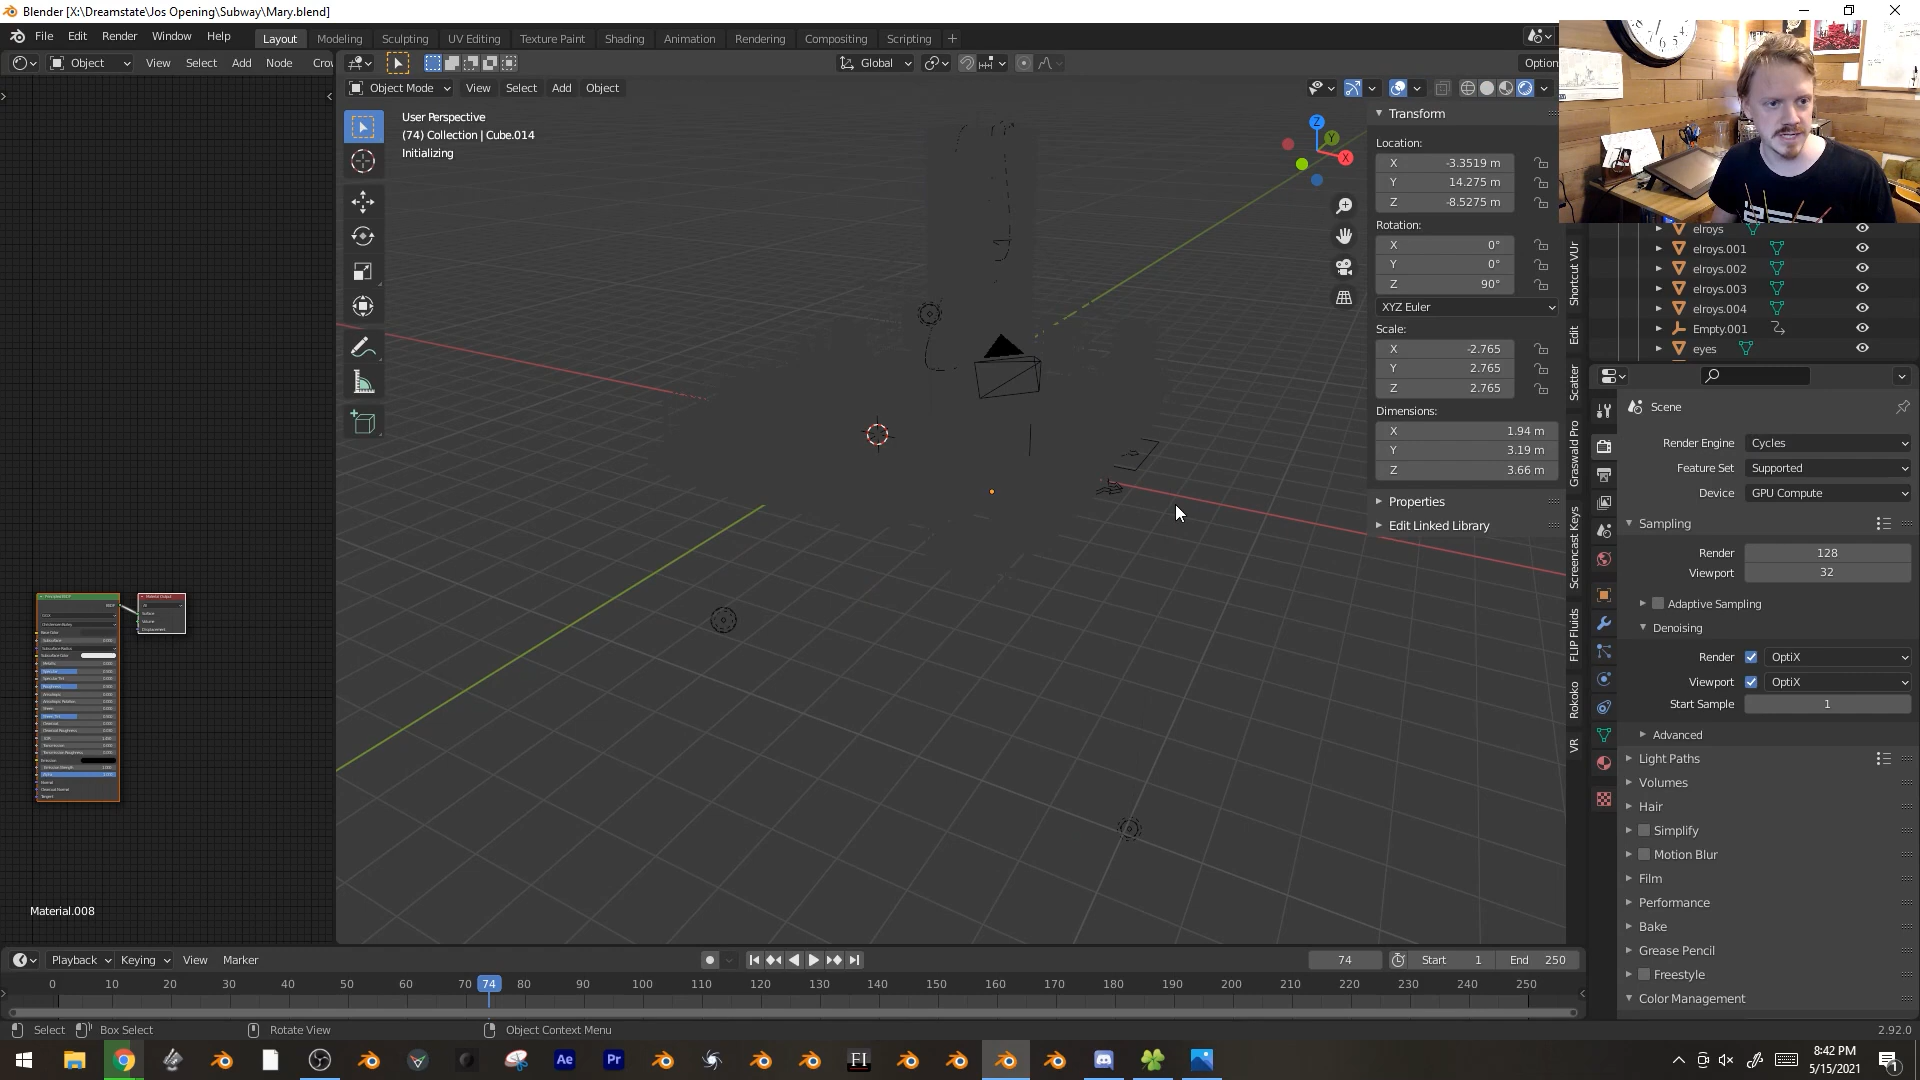 Blender [X:\Dreamstate\Jos Opening\Subway\Mary.blend]
File Edit Render Window Help
Layout Modeling Sculpting UV Editing Texture Paint Shading Animation Rendering Compositing Scripting +
Object View Select Add Node
Global
Option
Object Mode View Select Add Object
User Perspective
(74) Collection | Cube.014
Initializing
Z
Y
X
Transform
Location:
X -3.3519 m
Y 14.275 m
Z -8.5275 m
Rotation:
X 0°
Y 0°
Z 90°
XYZ Euler
Scale:
X -2.765
Y 2.765
Z 2.765
Dimensions:
X 1.94 m
Y 3.19 m
Z 3.66 m
Properties
Edit Linked Library
Shortcut VUr
Edit
Scatter
Graswald Pro
Screencast Keys
FLIP Fluids
Rokoko
VR
elroys
elroys.001
elroys.002
elroys.003
elroys.004
Empty.001
eyes
Scene
Render Engine Cycles
Feature Set Supported
Device GPU Compute
Sampling
Render 128
Viewport 32
Adaptive Sampling
Denoising
Render OptiX
Viewport OptiX
Start Sample 1
Advanced
Light Paths
Volumes
Hair
Simplify
Motion Blur
Film
Performance
Bake
Grease Pencil
Freestyle
Color Management
Material.008
Playback Keying View Marker
74 Start 1 End 250
0 10 20 30 40 50 60 70 74 80 90 100 110 120 130 140 150 160 170 180 190 200 210 220 230 240 250
Select Box Select Rotate View Object Context Menu
2.92.0
Ae Pr FI
8:42 PM
5/15/2021
1